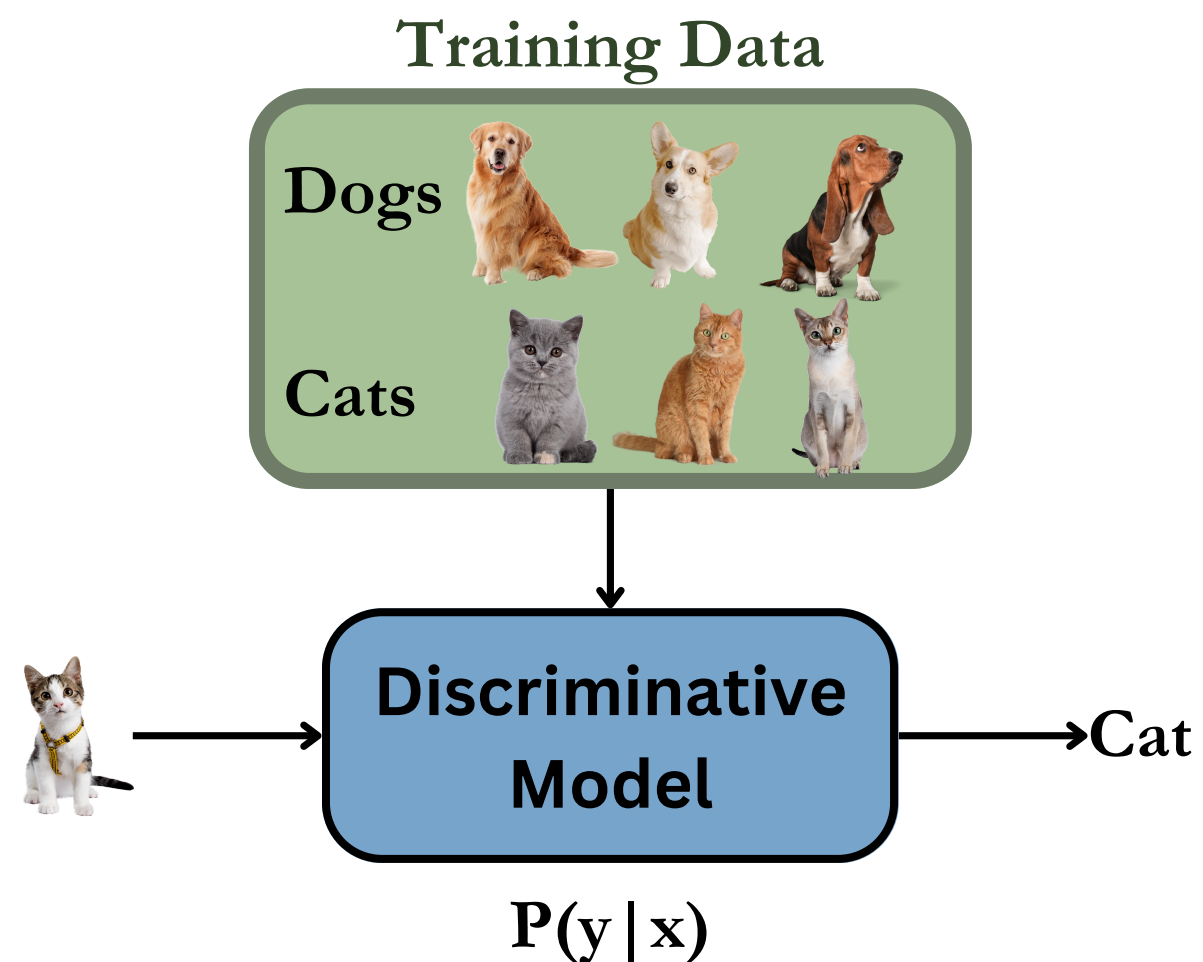 Training Data
Dogs
Cats
Discriminative
Model
Cat
P(y|x)